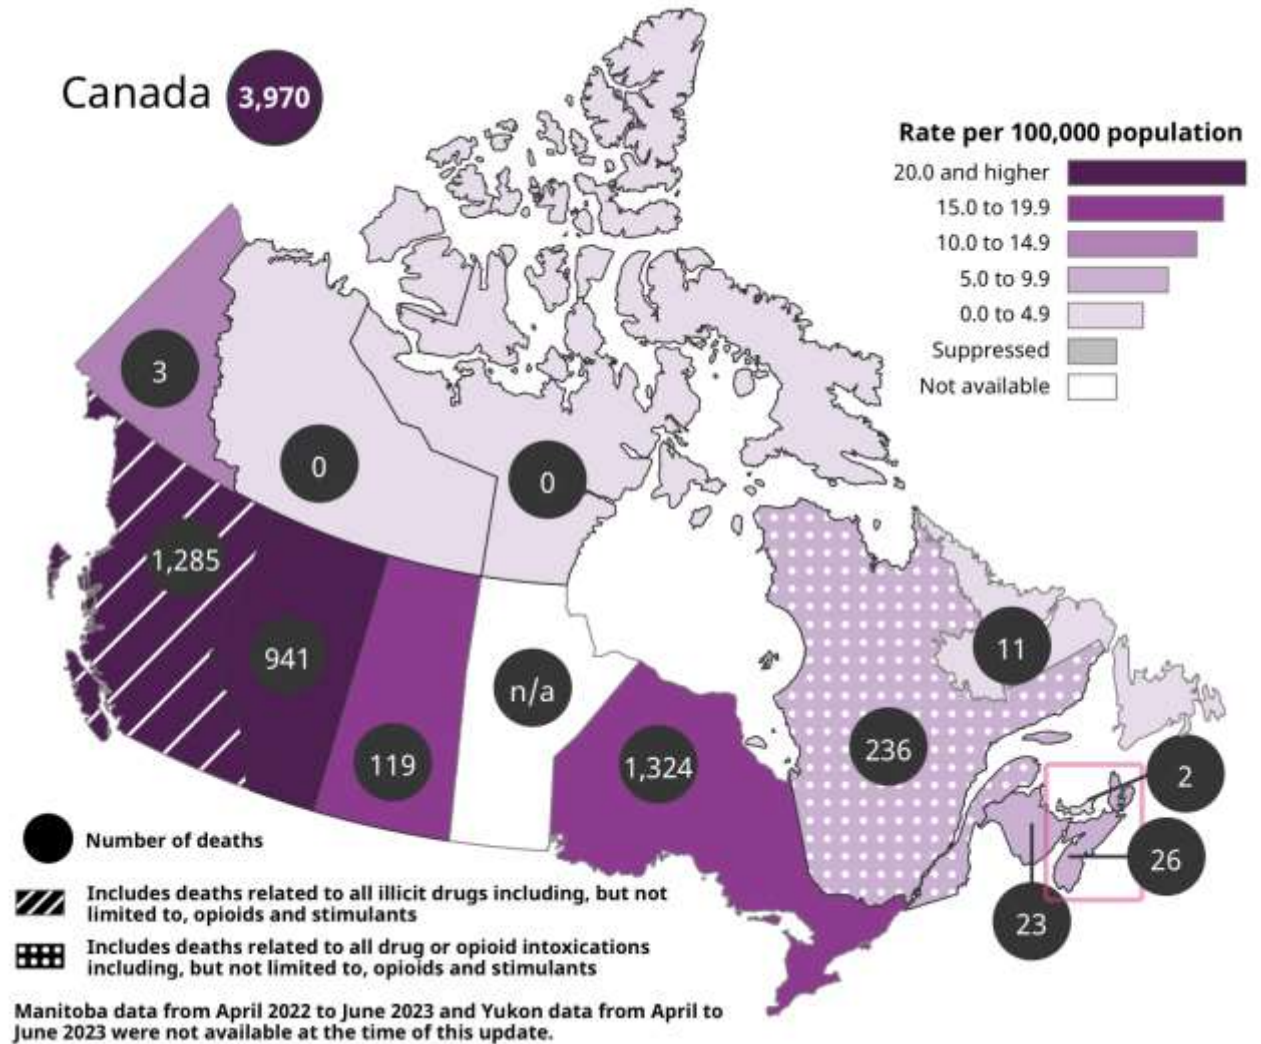 Canada 3,970
Rate per 100,000 population
20.0 and higher
15.0 to 19.9
10.0 to 14.9
5.0 to 9.9
0.0 to 4.9
Suppressed
Not available
3
0
0
1,285
941
n/a
11
119
1,324
236
2
26
23
Number of deaths
Includes deaths related to all illicit drugs including, but not
limited to, opioids and stimulants
Includes deaths related to all drug or opioid intoxications
including, but not limited to, opioids and stimulants
Manitoba data from April 2022 to June 2023 and Yukon data from April to
June 2023 were not available at the time of this update.